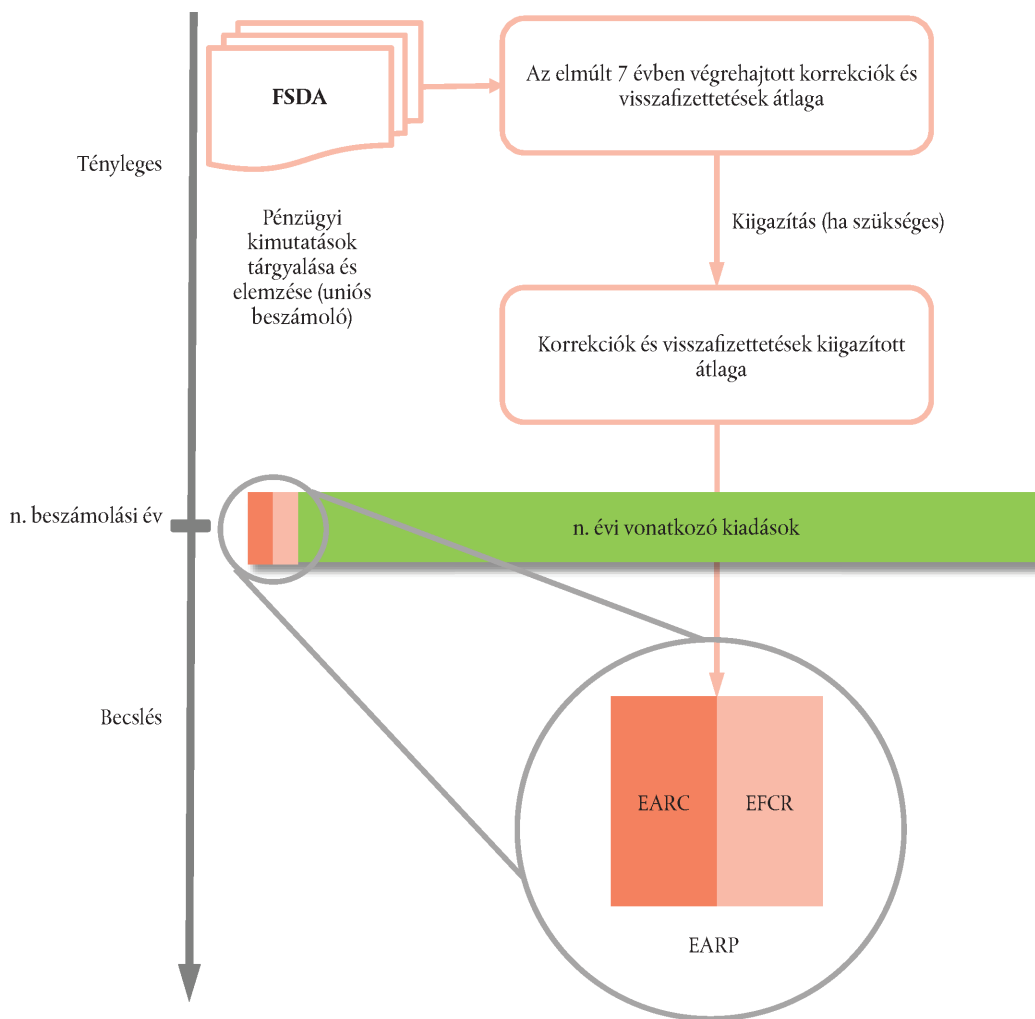 FSDA
Az elmúlt 7 évben végrehajtott korrekciók és
visszafizettetések átlaga
Tényleges
Pénzügyi
kimutatások
tárgyalása és
elemzése (uniós
beszámoló)
Kiigazítás (ha szükséges)
Korrekciók és visszafizettetések kiigazított
átlaga
n. beszámolási év
n. évi vonatkozó kiadások
Becslés
EARC
EFCR
EARP